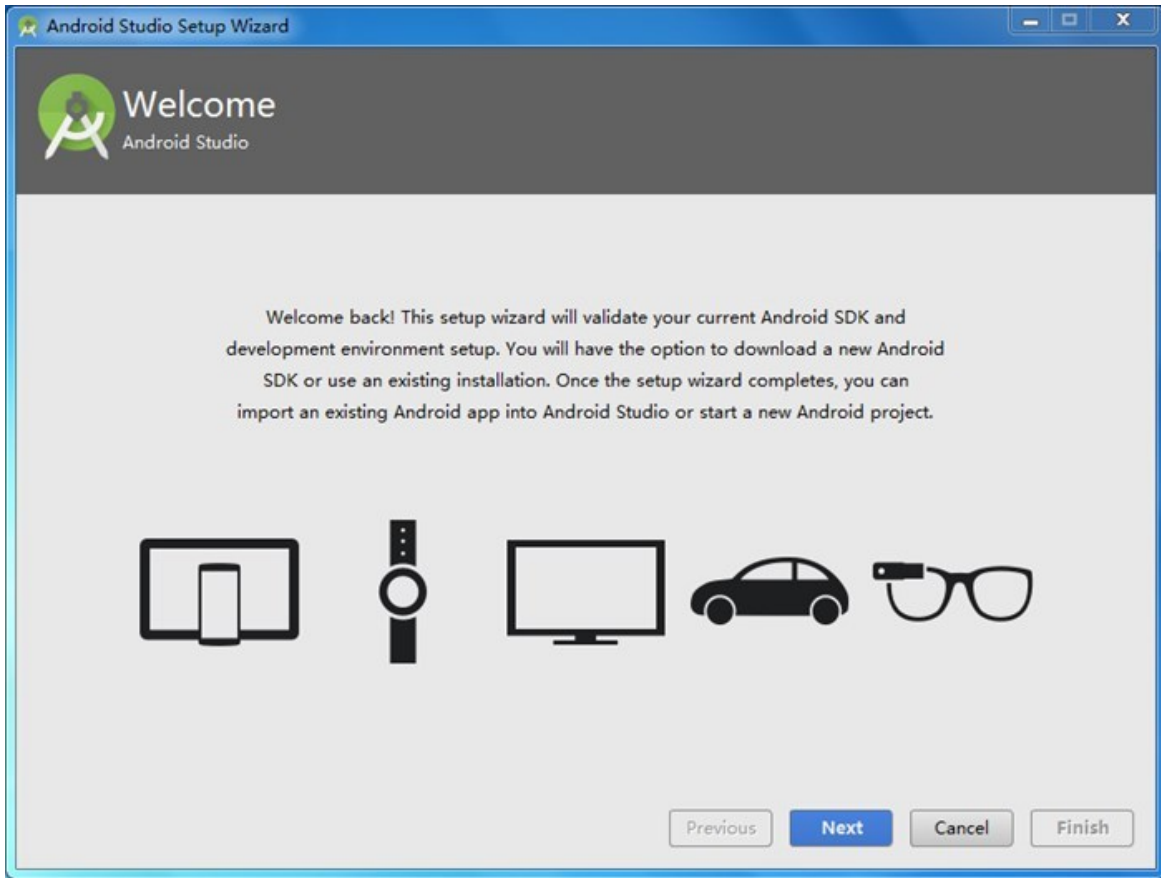 Android Studio Setup Wizard
Welcome
Android Studio
Welcome back! This setup wizard will validate your current Android SDK and
development environment setup. You will have the option to download a new Android
SDK or use an existing installation. Once the setup wizard completes, you can
import an existing Android app into Android Studio or start a new Android project.
Previous Next Cancel Finish